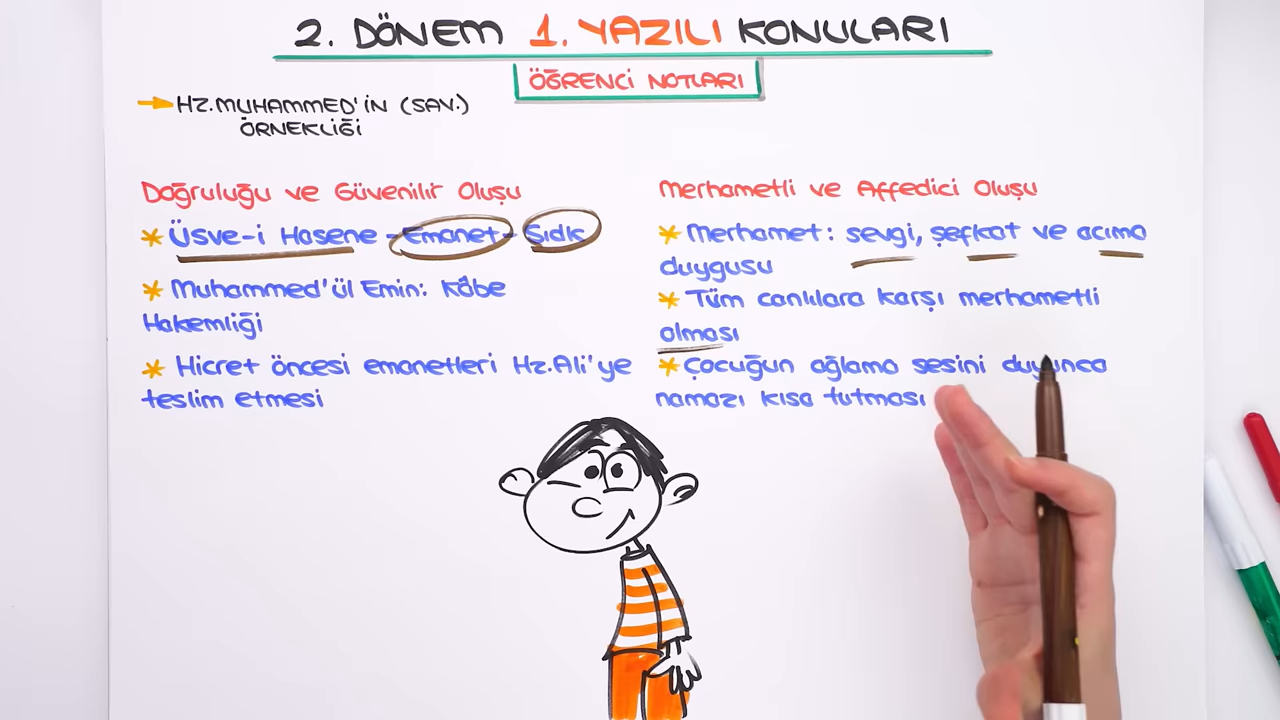 2. DÖNEM 1. YAZILI KONULARI
ÖĞRENCİ NOTLARI
HZ. MUHAMMED'İN (SAV.)
ÖRNEKLİĞİ
Doğruluğu ve Güvenilir Oluşu
* Üsve-i Hasene - Emanet - Sıdk
* Muhammed'ül Emin: Kâbe
Hakemliği
* Hicret öncesi emanetleri Hz.Ali'ye
teslim etmesi
Merhametli ve Affedici Oluşu
* Merhamet: sevgi, şefkat ve acıma
duygusu
* Tüm canlılara karşı merhametli
olması
* Çocuğun ağlama sesini duyunca
namazı kısa tutması